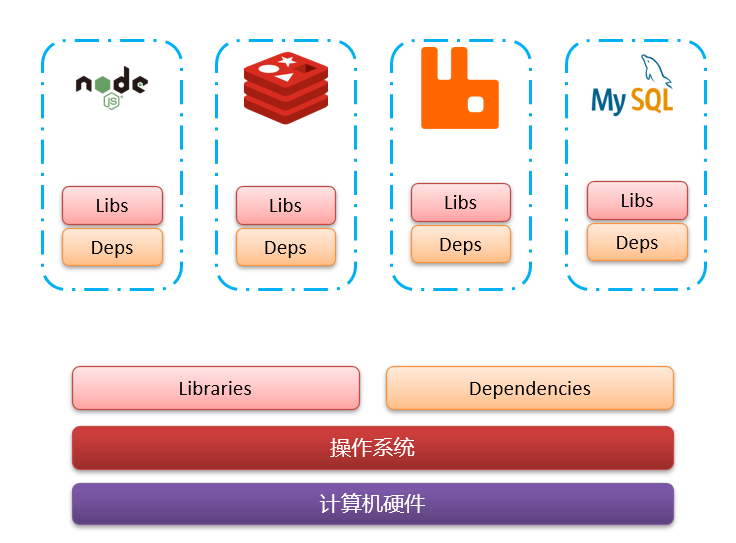 node
JS
MySQL
Libs
Libs
Libs
Libs
Deps
Deps
Deps
Deps
Libraries
Dependencies
操作系统
计算机硬件